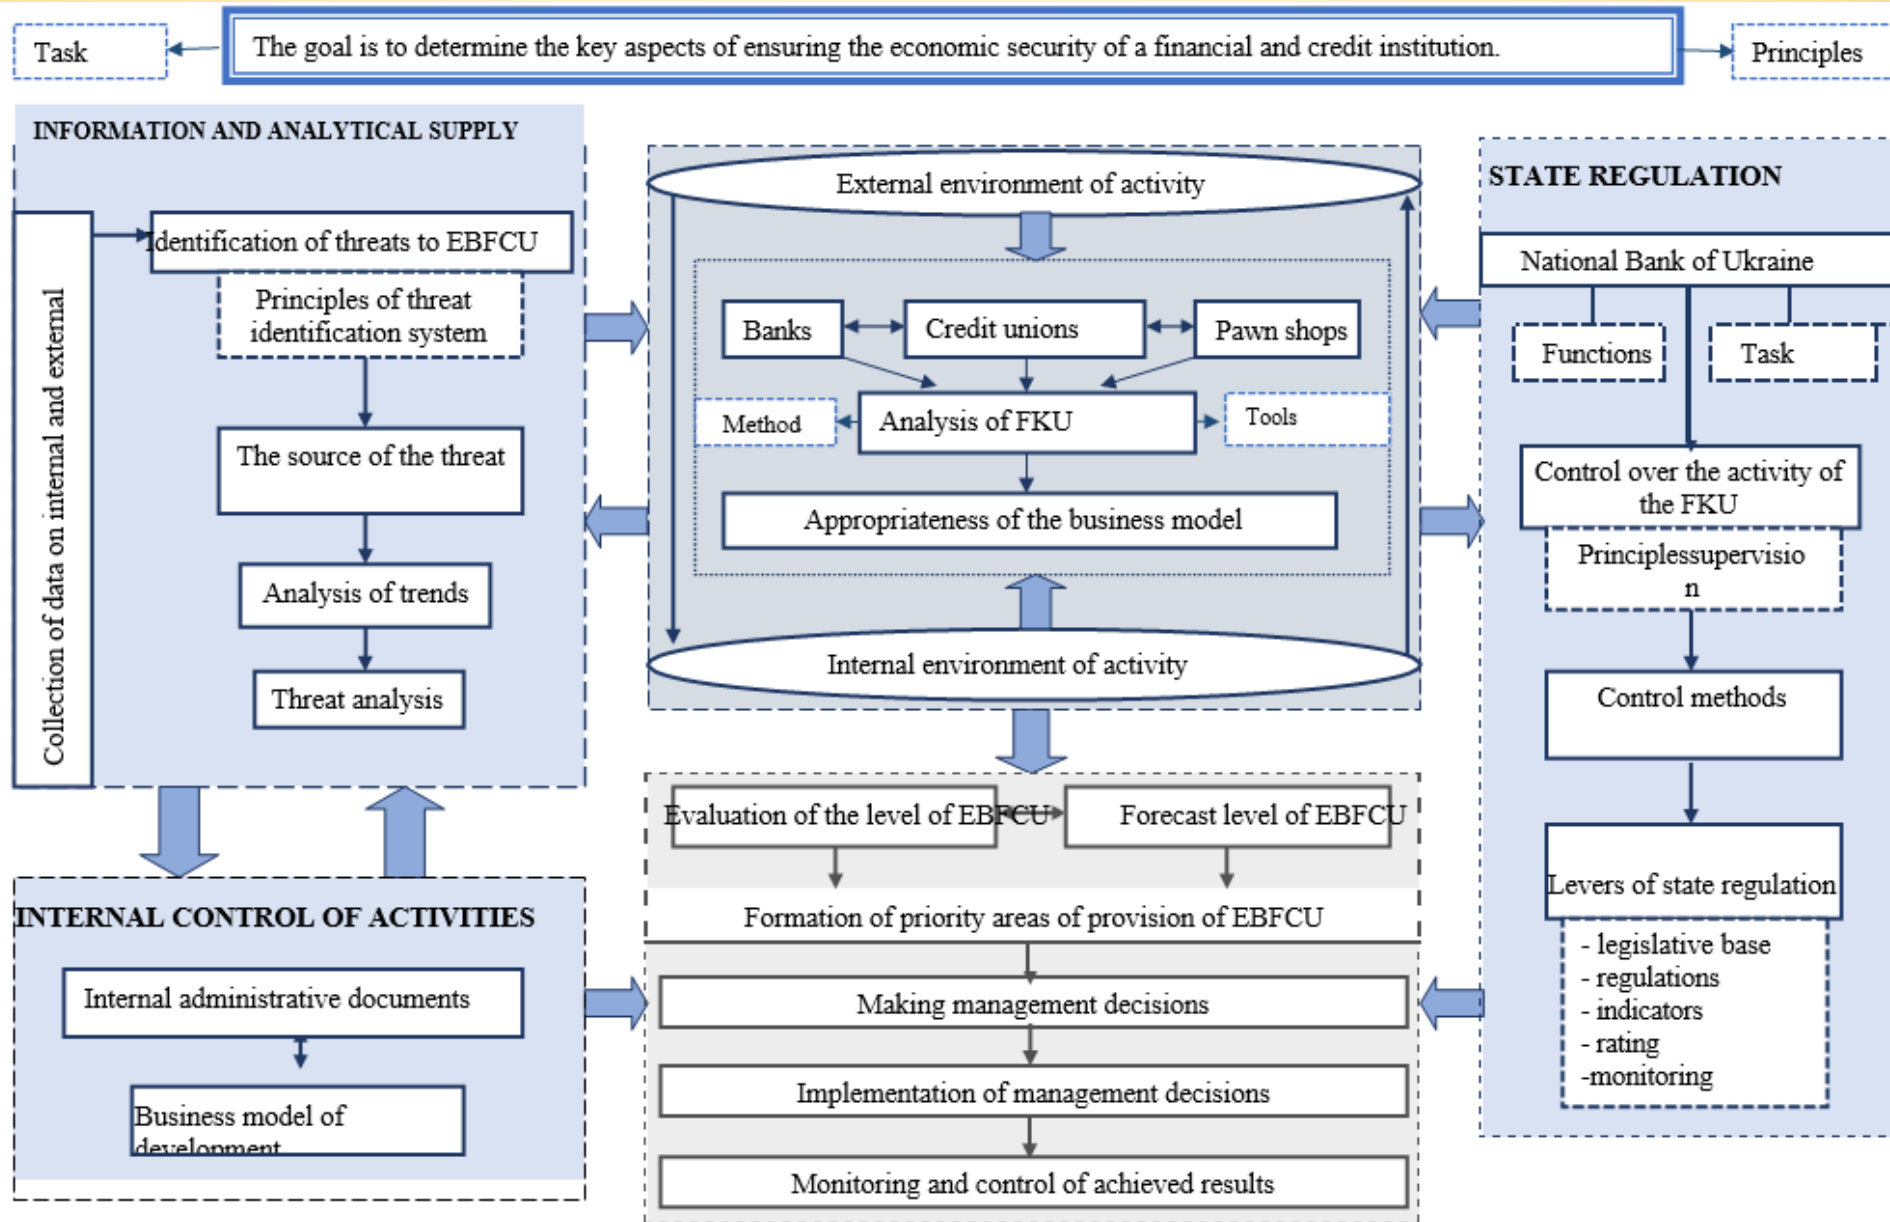 Task
The goal is to determine the key aspects of ensuring the economic security of a financial and credit institution.
Principles
INFORMATION AND ANALYTICAL SUPPLY
Collection of data on internal and external
Identification of threats to EBFCU
Principles of threat
identification system
The source of the threat
Analysis of trends
Threat analysis
External environment of activity
Banks
Credit unions
Pawn shops
Method
Analysis of FKU
Tools
Appropriateness of the business model
Internal environment of activity
STATE REGULATION
National Bank of Ukraine
Functions
Task
Control over the activity of
the FKU
Principlessupervisio
n
Control methods
Levers of state regulation
- legislative base
- regulations
- indicators
- rating
-monitoring
INTERNAL CONTROL OF ACTIVITIES
Internal administrative documents
Business model of
development
Evaluation of the level of EBFCU
Forecast level of EBFCU
Formation of priority areas of provision of EBFCU
Making management decisions
Implementation of management decisions
Monitoring and control of achieved results